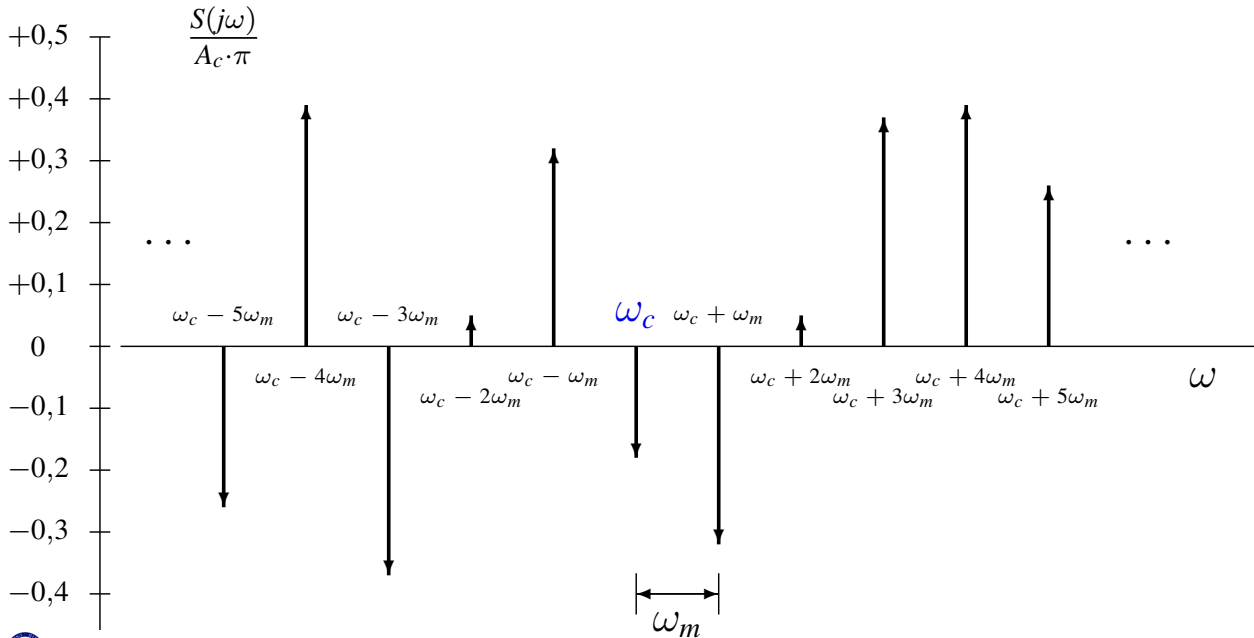 S(jω)
A_c·π
+0,5
+0,4
+0,3
+0,2
· · ·
· · ·
+0,1
ω_c − 5ω_m
ω_c − 3ω_m
ω_c
ω_c + ω_m
0
ω_c − 4ω_m
ω_c − 2ω_m
ω_c − ω_m
ω_c + 2ω_m
ω_c + 3ω_m
ω_c + 4ω_m
ω_c + 5ω_m
ω
−0,1
−0,2
−0,3
−0,4
ω_m